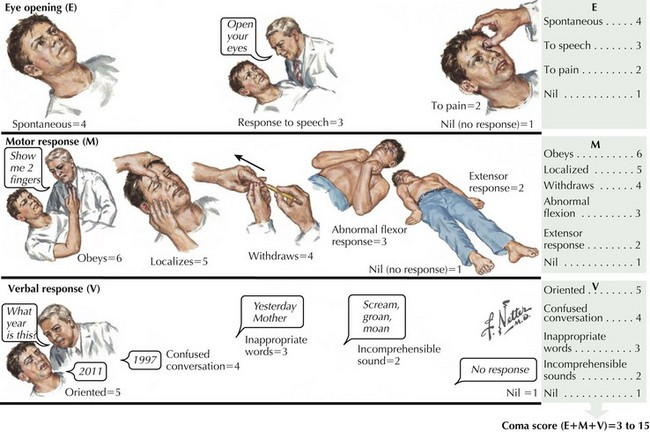 Eye opening (E)
Open
your
eyes
Spontaneous=4
Response to speech=3
To pain=2
Nil (no response)=1
E
Spontaneous ..... 4
To speech ....... 3
To pain ......... 2
Nil ............ 1
Motor response (M)
Show
me 2
fingers
Obeys=6
Localizes=5
Withdraws=4
Abnormal flexor
response=3
Extensor
response=2
Nil (no response)=1
M
Obeys .......... 6
Localized ....... 5
Withdraws ...... 4
Abnormal
flexion ......... 3
Extensor
response ........ 2
Nil ............ 1
Verbal response (V)
What
year
is this?
2011
Oriented=5
1997
Confused
conversation=4
Yesterday
Mother
Inappropriate
words=3
Scream,
groan,
moan
Incomprehensible
sound=2
No response
Nil =1
F. Netter
M.D.
V
Oriented ....... 5
Confused
conversation .... 4
Inappropriate
words .......... 3
Incomprehensible
sounds ......... 2
Nil ............ 1
Coma score (E+M+V)=3 to 15